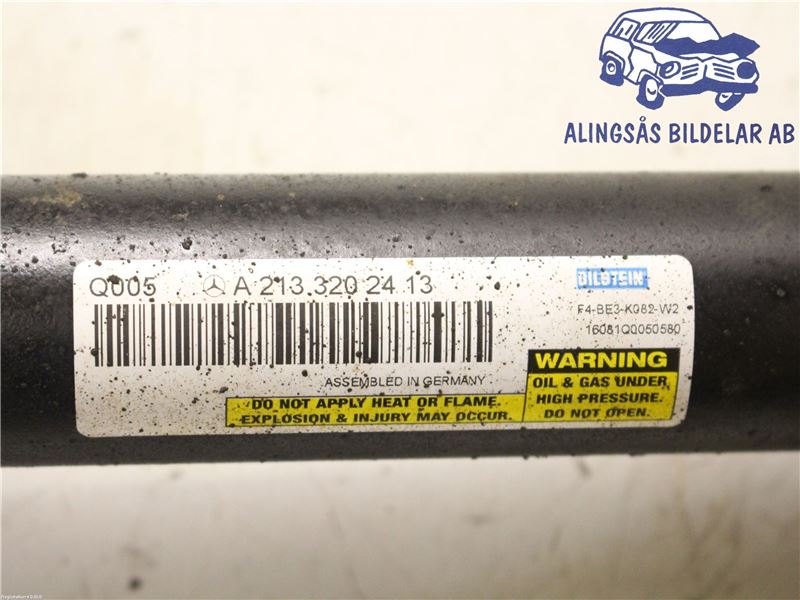 ALINGSÅS BILDELAR AB
Q005 A 213 320 24 13
BILSTEIN
F4-BE3-K082-W2
16081Q0050580
ASSEMBLED IN GERMANY
WARNING
OIL & GAS UNDER
HIGH PRESSURE.
DO NOT OPEN.
DO NOT APPLY HEAT OR FLAME.
EXPLOSION & INJURY MAY OCCUR.